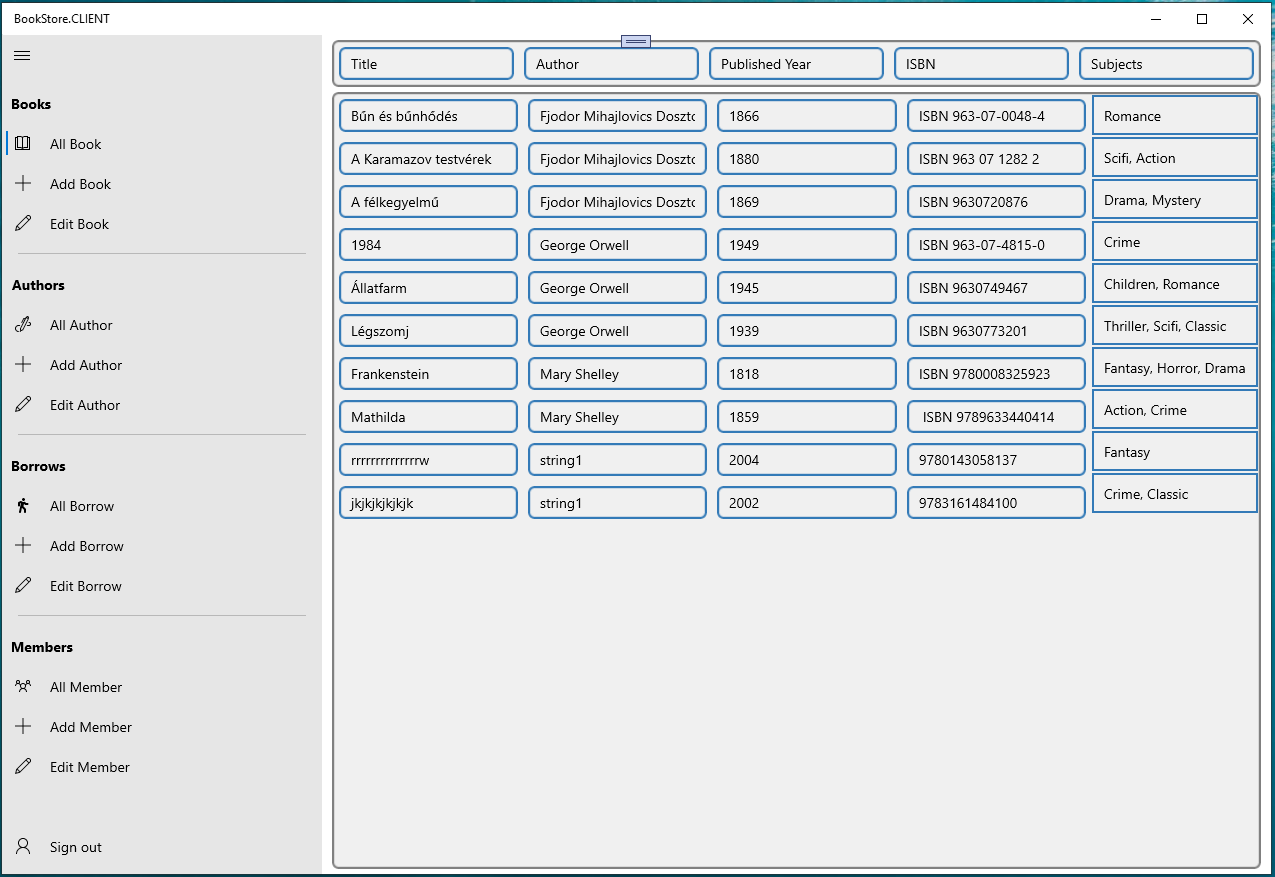 BookStore.CLIENT
Books
All Book
Add Book
Edit Book
Authors
All Author
Add Author
Edit Author
Borrows
All Borrow
Add Borrow
Edit Borrow
Members
All Member
Add Member
Edit Member
Sign out
Title Author Published Year ISBN Subjects
Bűn és bűnhődés Fjodor Mihajlovics Doszto 1866 ISBN 963-07-0048-4 Romance
A Karamazov testvérek Fjodor Mihajlovics Doszto 1880 ISBN 963 07 1282 2 Scifi, Action
A félkegyelmű Fjodor Mihajlovics Doszto 1869 ISBN 9630720876 Drama, Mystery
1984 George Orwell 1949 ISBN 963-07-4815-0 Crime
Állatfarm George Orwell 1945 ISBN 9630749467 Children, Romance
Légszomj George Orwell 1939 ISBN 9630773201 Thriller, Scifi, Classic
Frankenstein Mary Shelley 1818 ISBN 9780008325923 Fantasy, Horror, Drama
Mathilda Mary Shelley 1859 ISBN 9789633440414 Action, Crime
rrrrrrrrrrrrrrw string1 2004 9780143058137 Fantasy
jkjkjkjkjkjk string1 2002 9783161484100 Crime, Classic